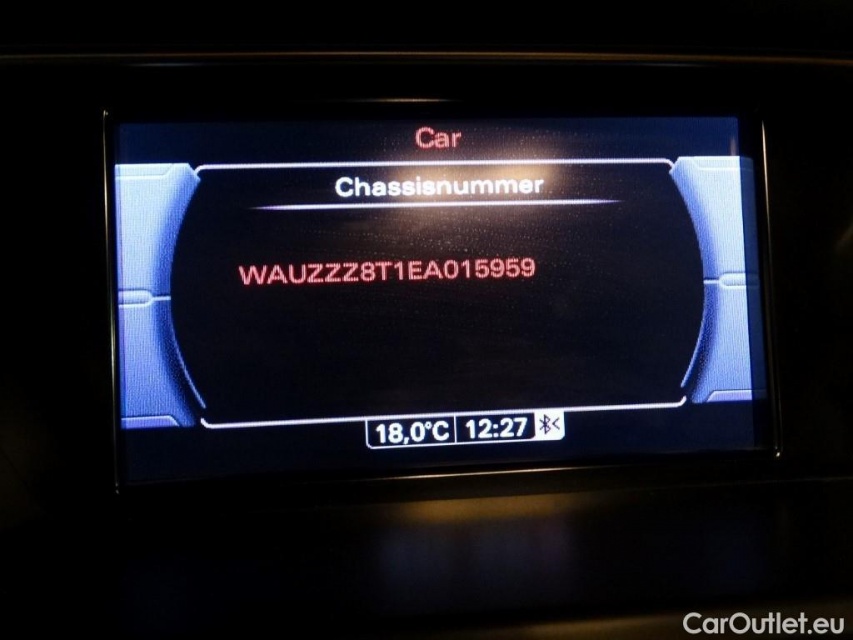 Car
Chassisnummer
WAUZZZ8T1EA015959
18,0°C 12:27
CarOutlet.eu